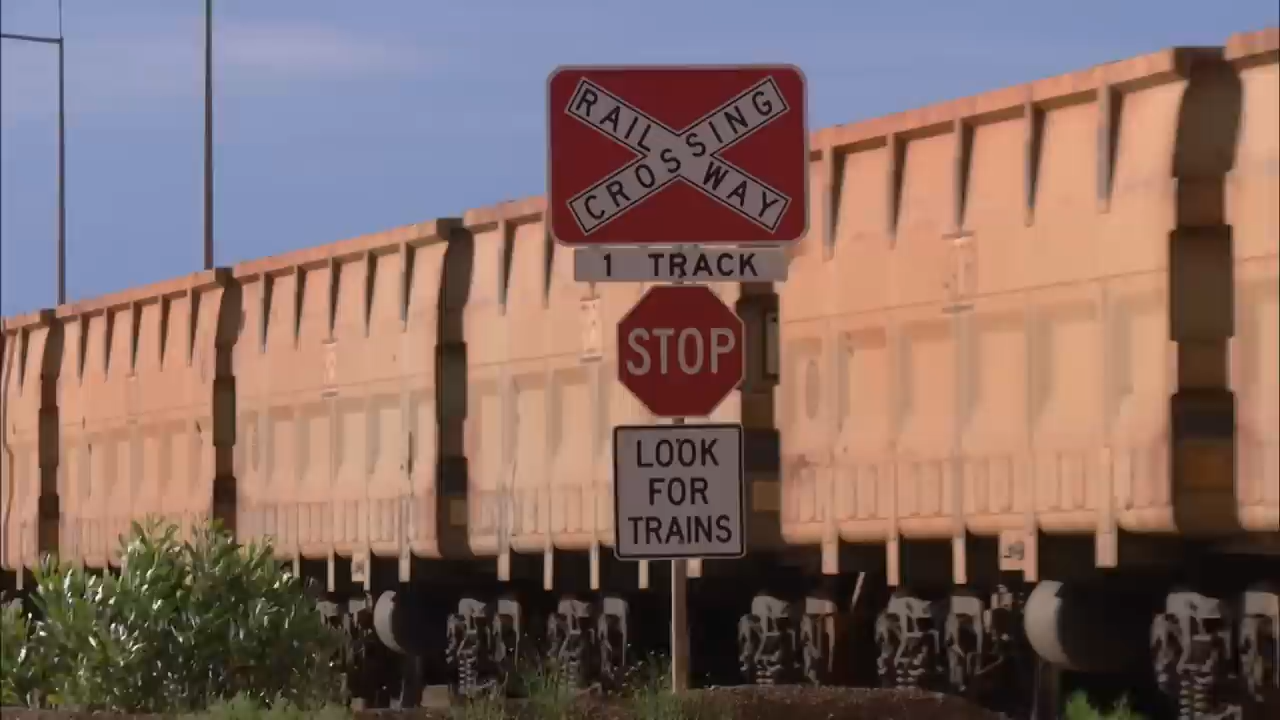 RAILWAY
CROSSING
1 TRACK
STOP
LOOK
FOR
TRAINS